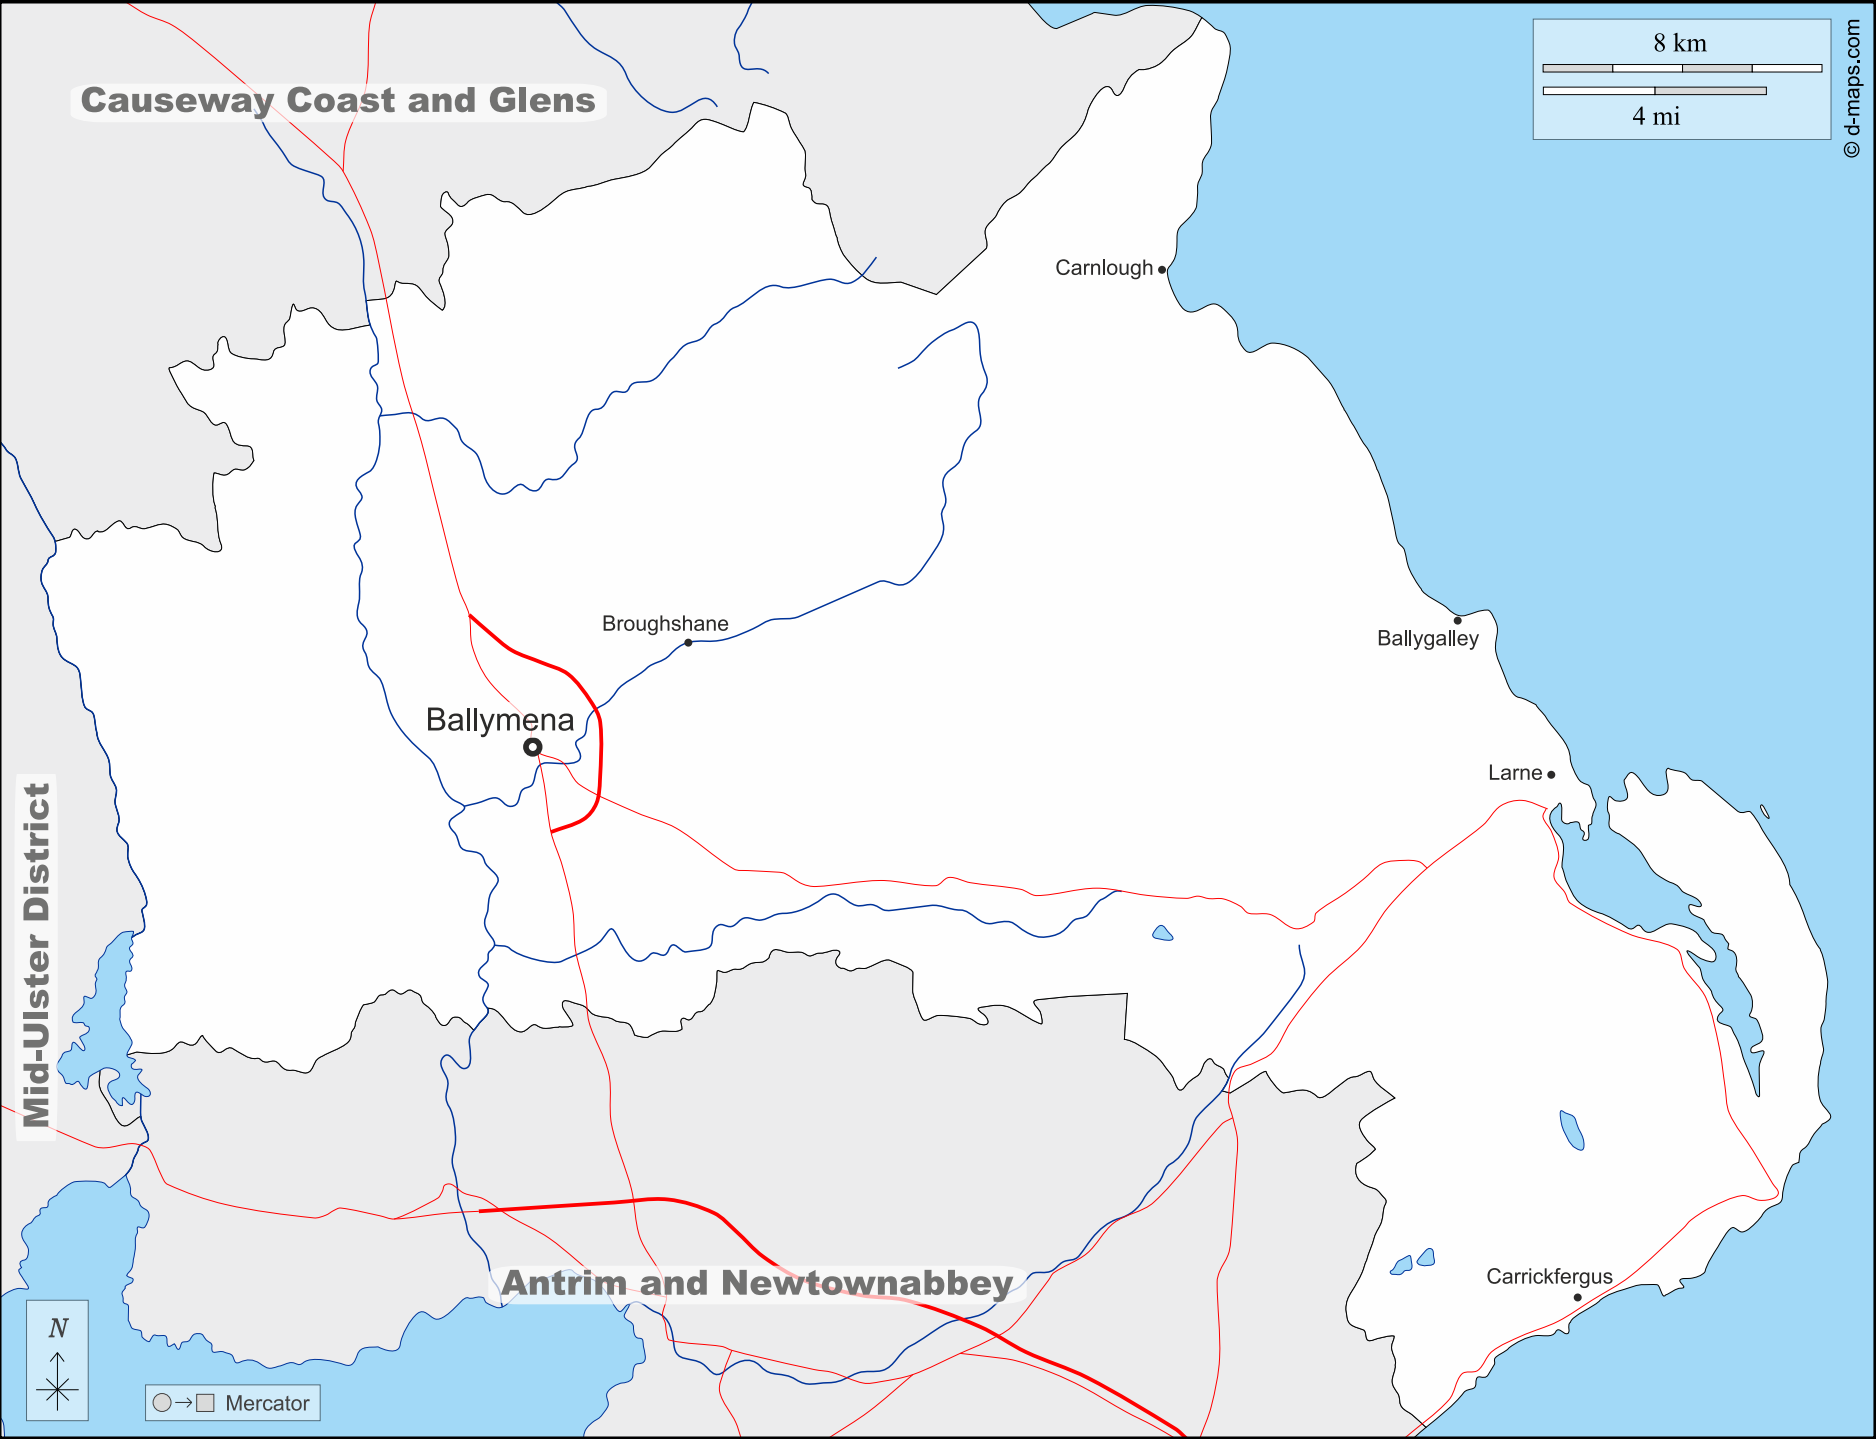 8 km
4 mi
© d-maps.com
Causeway Coast and Glens
Carnlough
Broughshane
Ballygalley
Ballymena
Larne
Mid-Ulster District
Antrim and Newtownabbey
Carrickfergus
N
Mercator